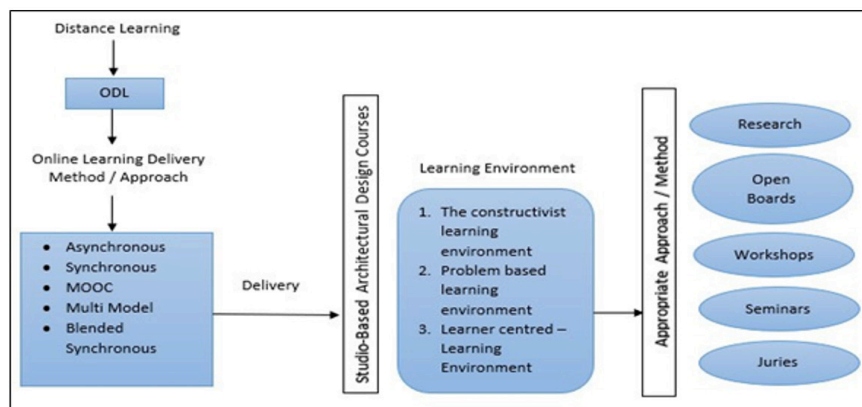 Distance Learning
ODL
Online Learning Delivery
Method / Approach
• Asynchronous
• Synchronous
• MOOC
• Multi Model
• Blended
Synchronous
Delivery
Studio-Based Architectural Design Courses
Learning Environment
1. The constructivist
learning
environment
2. Problem based
learning
environment
3. Learner centred –
Learning
Environment
Appropriate Approach / Method
Research
Open
Boards
Workshops
Seminars
Juries